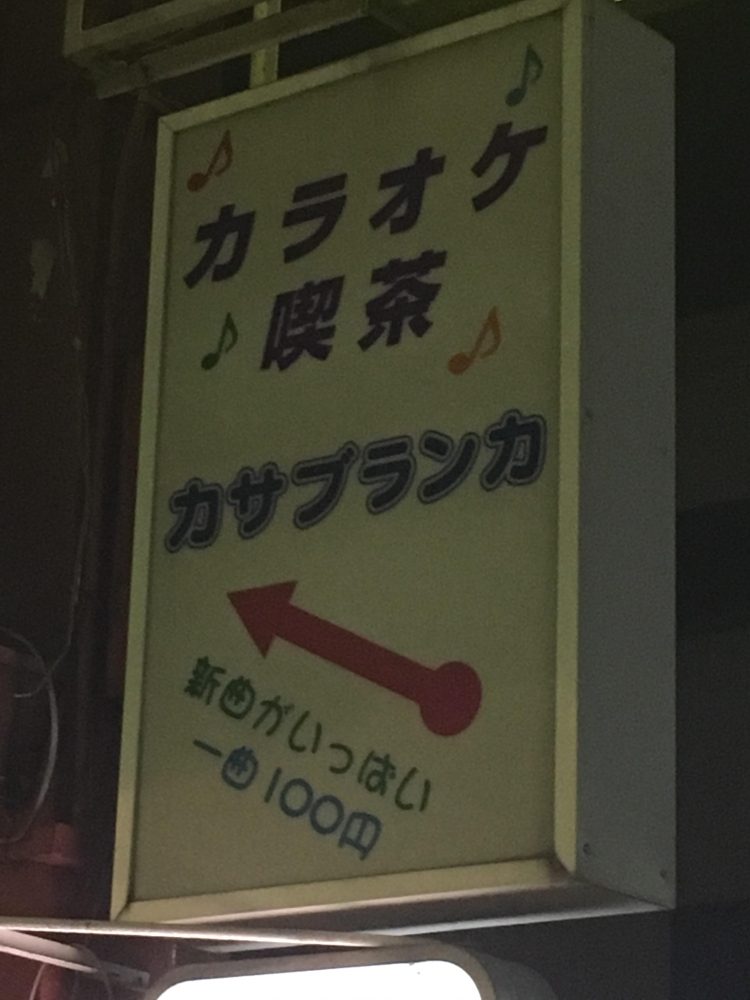 カラオケ
喫茶
カサブランカ
新曲がいっぱい
一曲100円